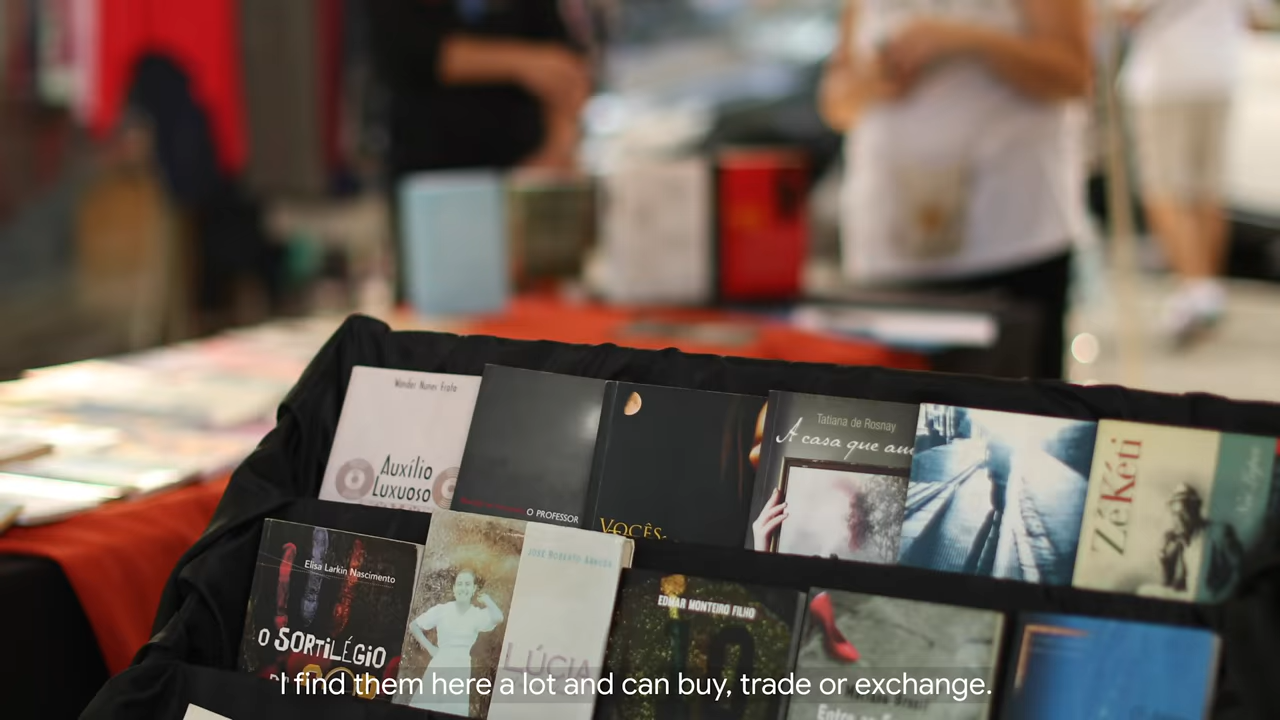 Wander Nunes Frota
Auxílio
Luxuoso
O PROFESSOR
VOCÊS
Tatiana de Rosnay
A casa que am
Zé Kéti
Elisa Larkin Nascimento
O SORTILÉGIO
JOSÉ ROBERTO
LÚCIA
EDMAR MONTEIRO FILHO
"I find them here a lot and can buy, trade or exchange.